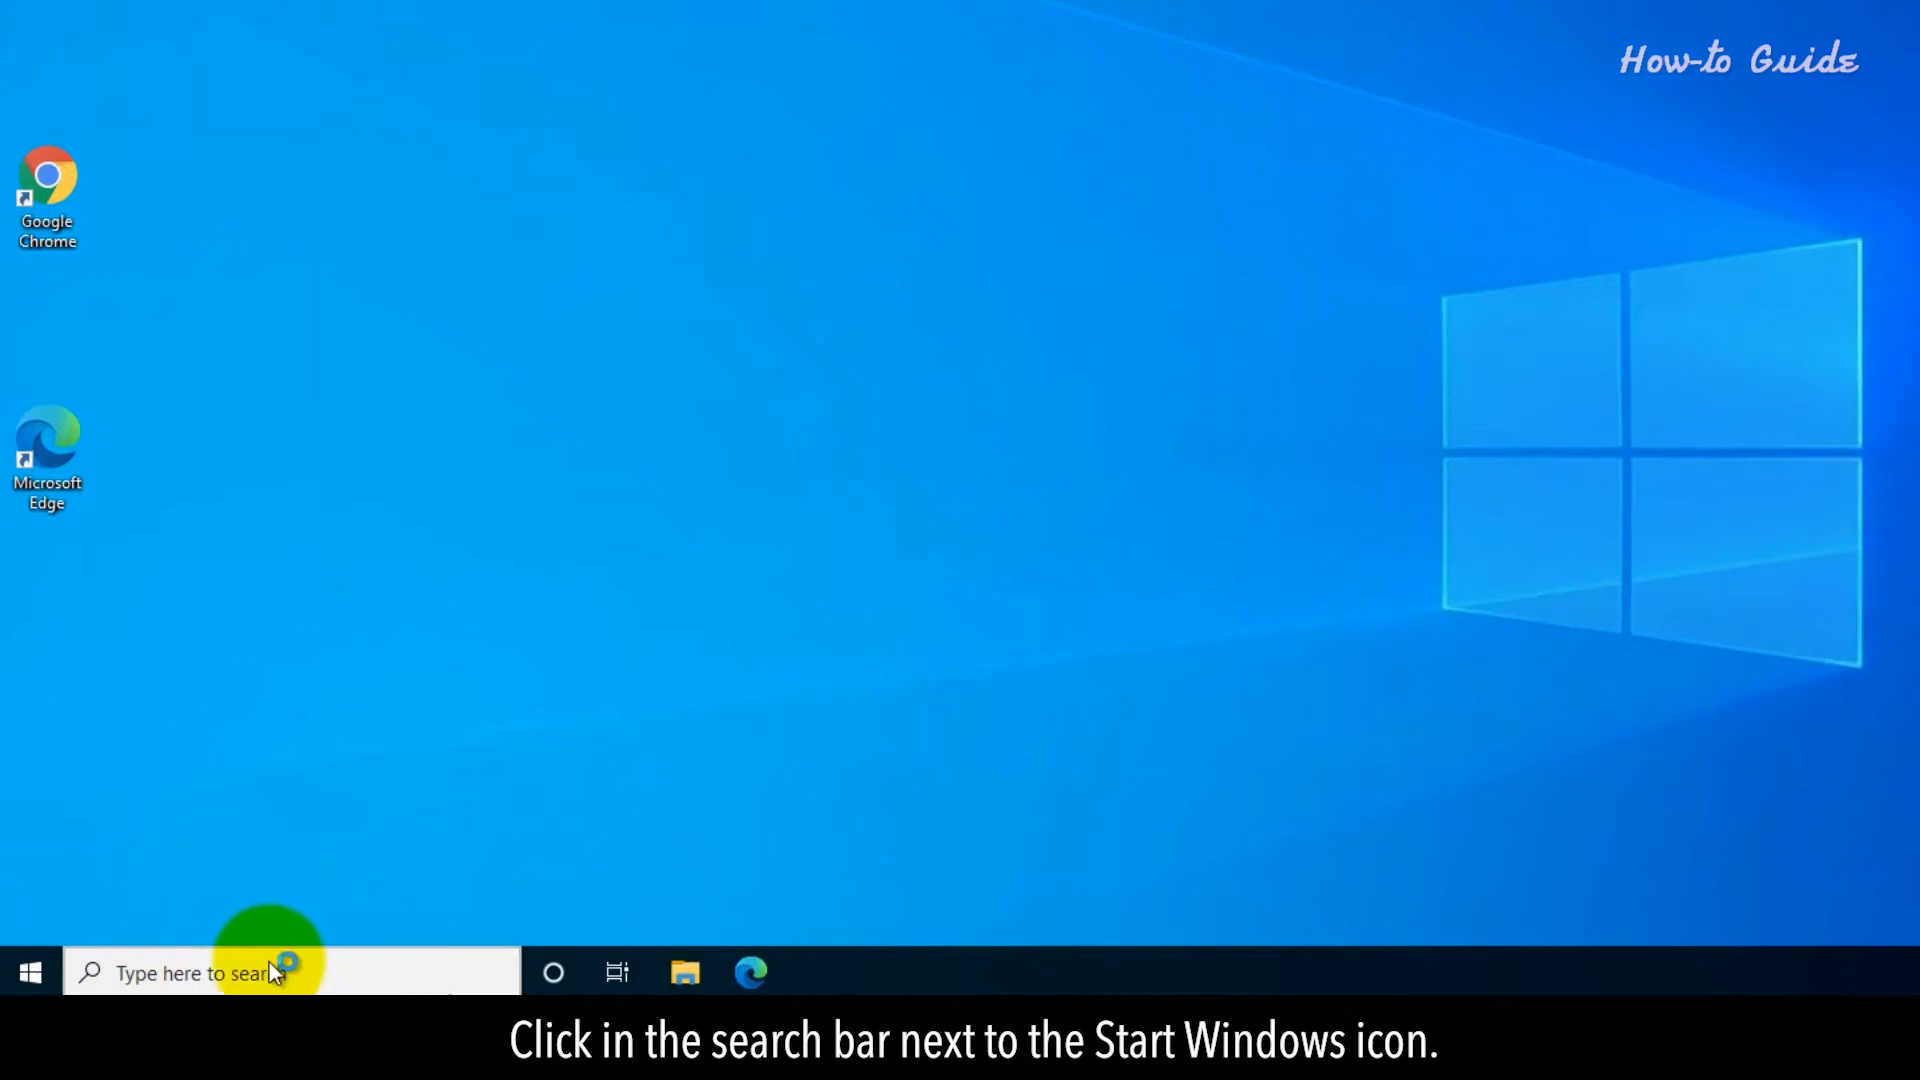 How-to Guide
Google
Chrome
Microsoft
Edge
Type here to sear
Click in the search bar next to the Start Windows icon.